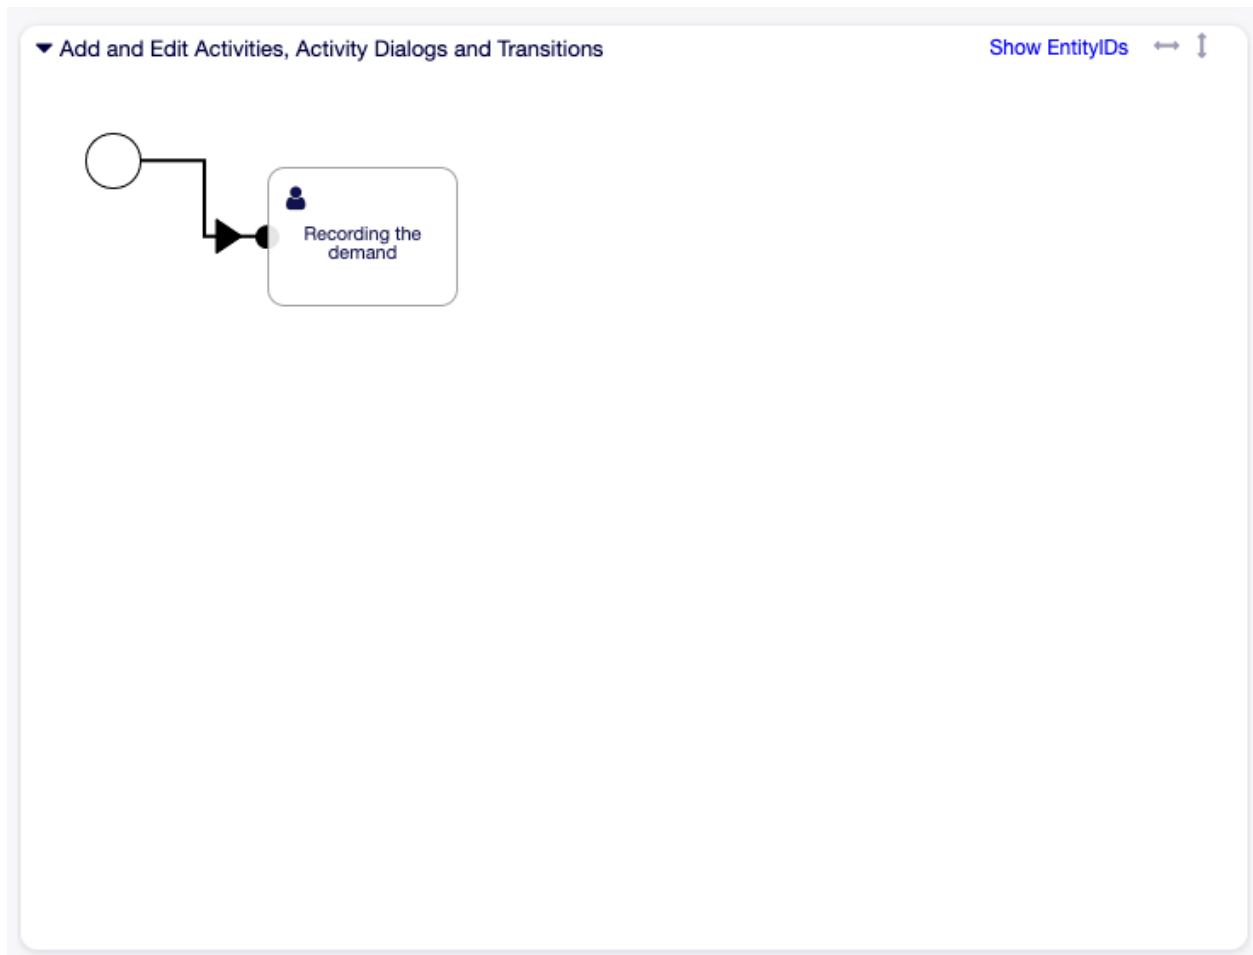 Add and Edit Activities, Activity Dialogs and Transitions
Show EntityIDs
Recording the
demand